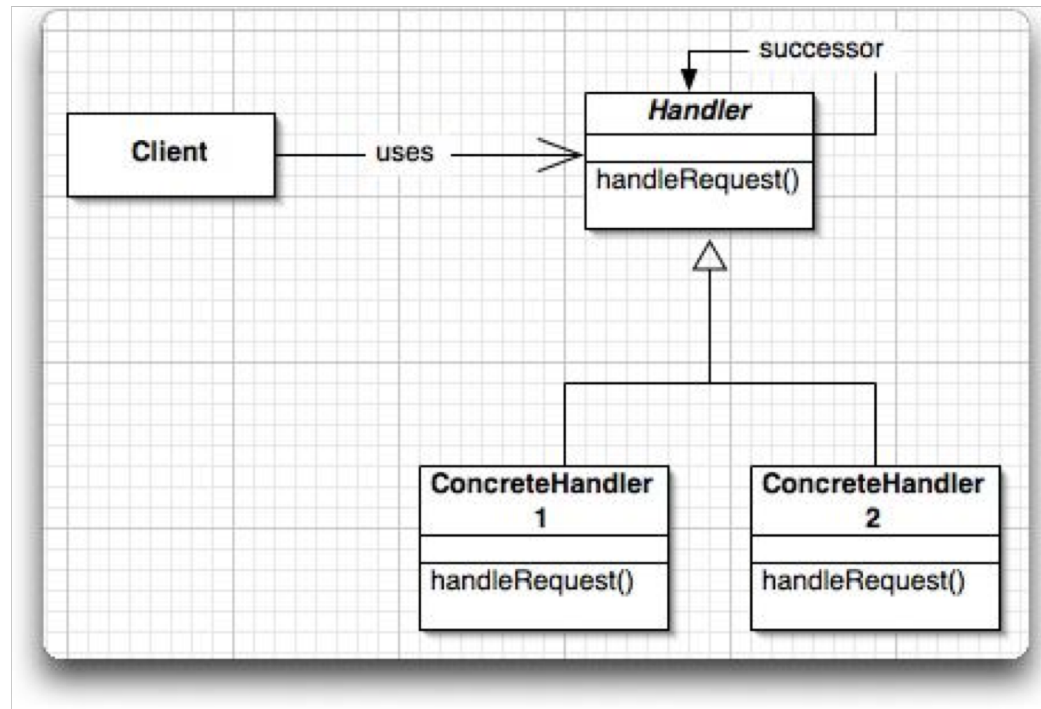 successor
Handler
Client
uses
handleRequest()
ConcreteHandler
1
handleRequest()
ConcreteHandler
2
handleRequest()